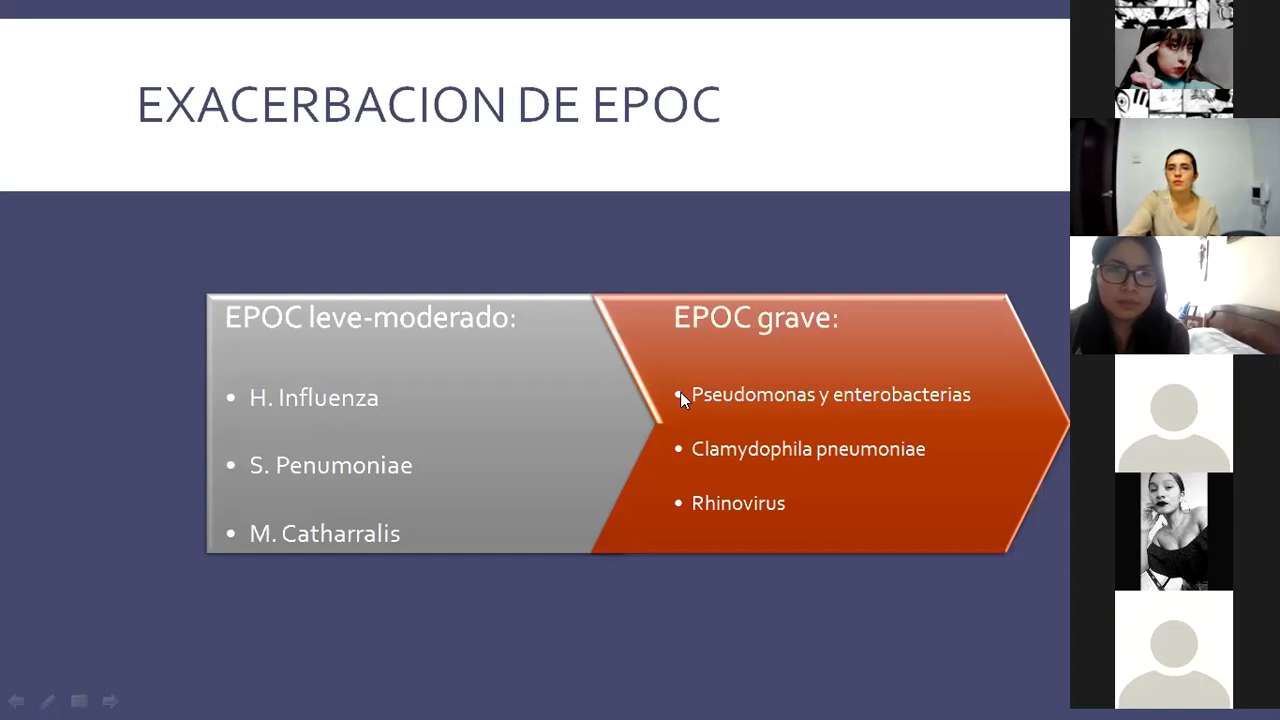 EXACERBACION DE EPOC
EPOC leve-moderado:
• H. Influenza
• S. Penumoniae
• M. Catharralis
EPOC grave:
• Pseudomonas y enterobacterias
• Clamydophila pneumoniae
• Rhinovirus